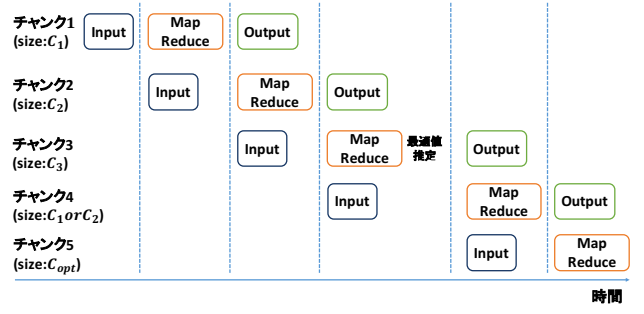 チャンク1
(size:C1)
Input
Map
Reduce
Output
チャンク2
(size:C2)
Input
Map
Reduce
Output
チャンク3
(size:C3)
Input
Map
Reduce
最適値
推定
Output
チャンク4
(size:C1orC2)
Input
Map
Reduce
Output
チャンク5
(size:Copt)
Input
Map
Reduce
時間